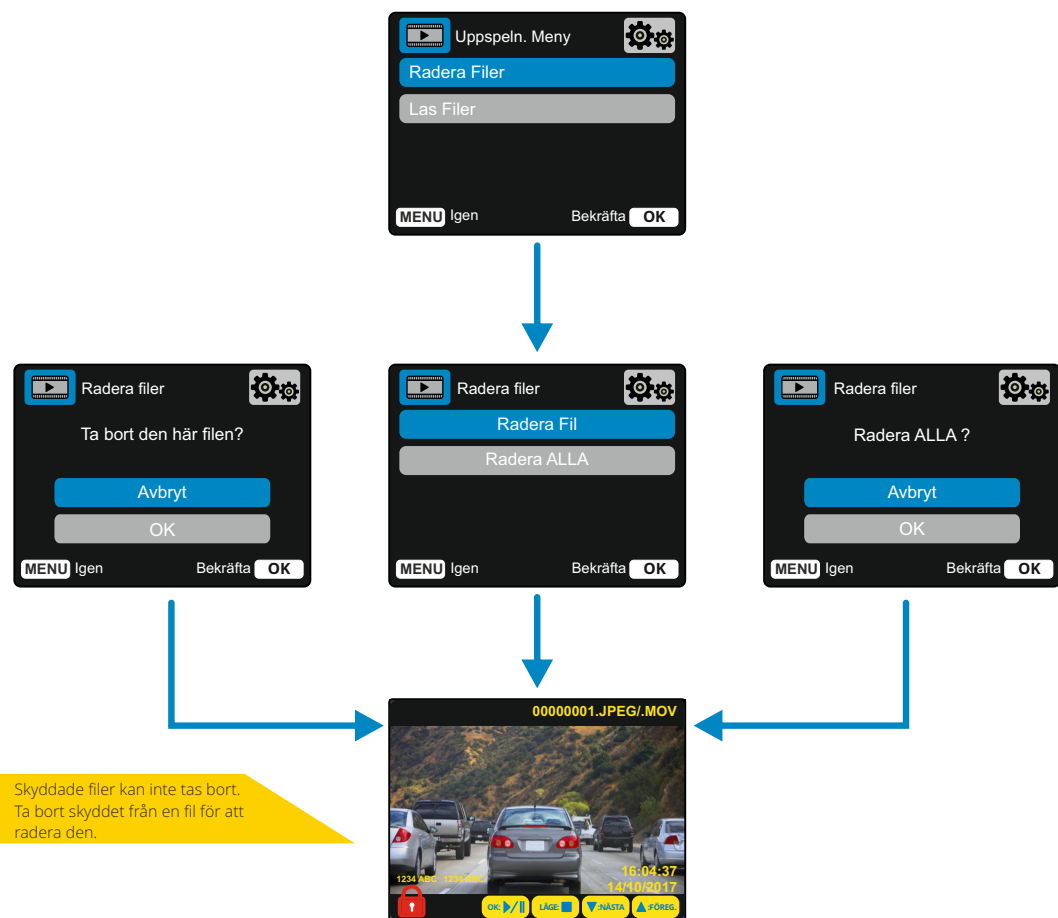 Uppspeln. Meny
Radera Filer
Las Filer
MENU Igen
Bekräfta OK
Radera filer
Ta bort den här filen?
Avbryt
OK
MENU Igen
Bekräfta OK
Radera filer
Radera Fil
Radera ALLA
MENU Igen
Bekräfta OK
Radera filer
Radera ALLA ?
Avbryt
OK
MENU Igen
Bekräfta OK
00000001.JPEG/.MOV
1234 ABC 1234 ABC
16:04:37
14/10/2017
OK:
LÄGE:
:NÄSTA
:FÖREG.
Skyddade filer kan inte tas bort.
Ta bort skyddet från en fil för att
radera den.